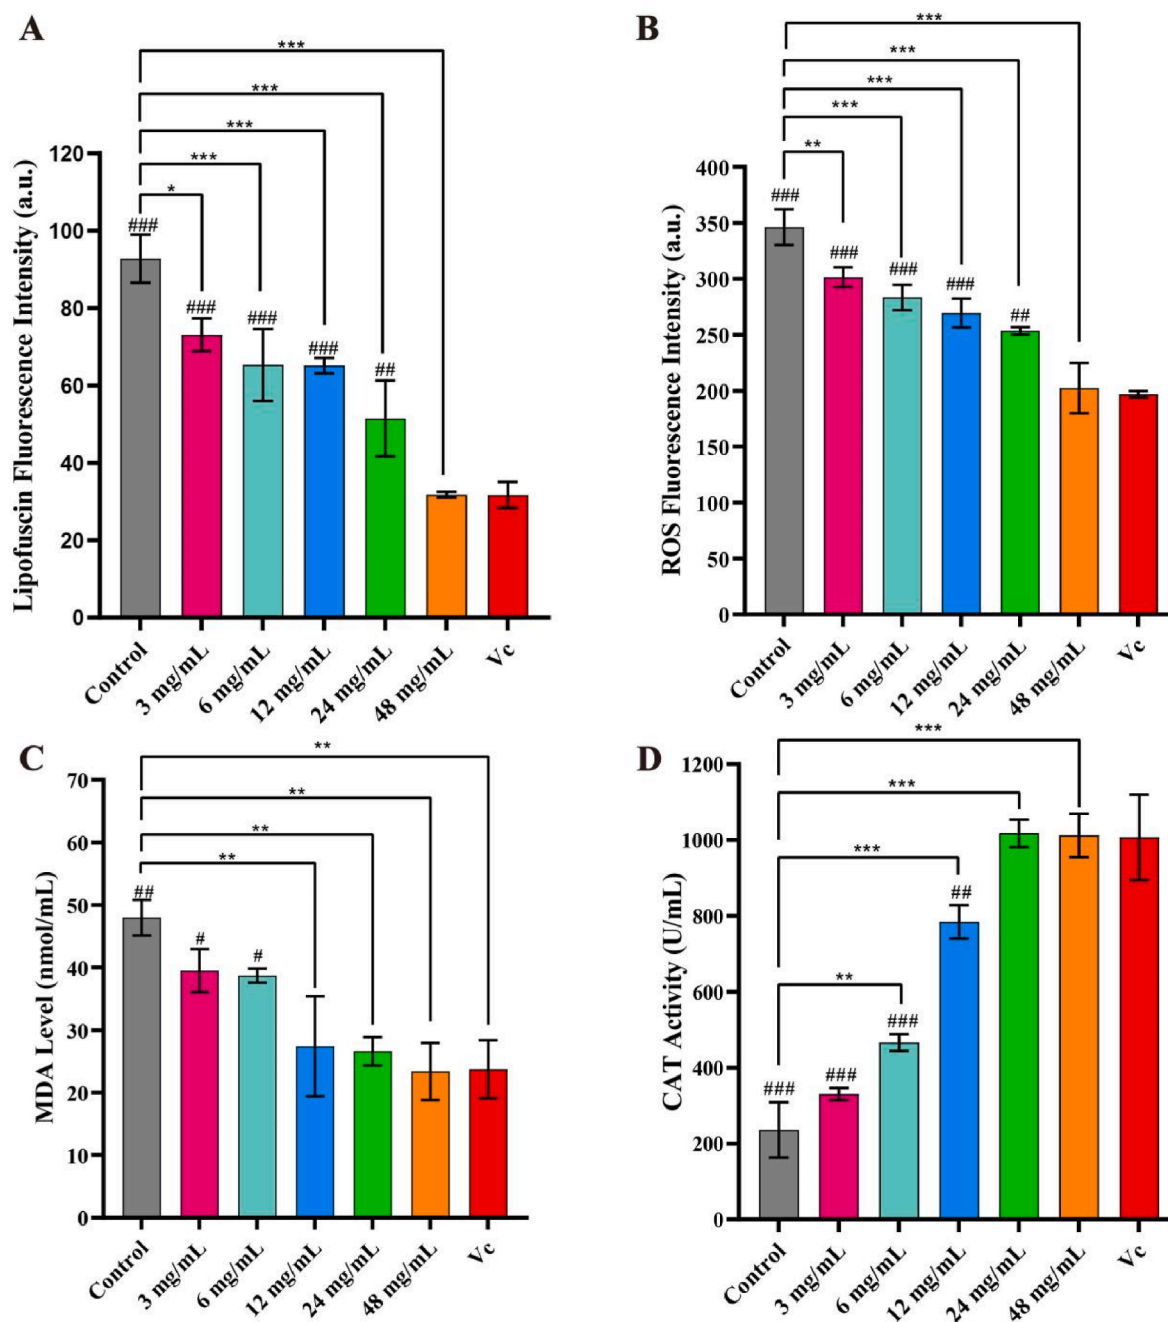 A
***
***
***
***
*
Lipofuscin Fluorescence Intensity (a.u.)
120
100
80
60
40
20
0
###
###
###
###
##
Control
3 mg/mL
6 mg/mL
12 mg/mL
24 mg/mL
48 mg/mL
Vc
B
***
***
***
***
**
ROS Fluorescence Intensity (a.u.)
400
350
300
250
200
150
100
50
0
###
###
###
###
##
Control
3 mg/mL
6 mg/mL
12 mg/mL
24 mg/mL
48 mg/mL
Vc
C
**
**
**
**
MDA Level (nmol/mL)
70
60
50
40
30
20
10
0
##
#
#
Control
3 mg/mL
6 mg/mL
12 mg/mL
24 mg/mL
48 mg/mL
Vc
D
***
***
***
**
CAT Activity (U/mL)
1200
1000
800
600
400
200
0
###
###
###
##
Control
3 mg/mL
6 mg/mL
12 mg/mL
24 mg/mL
48 mg/mL
Vc